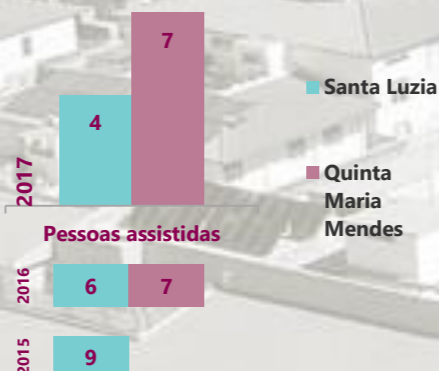 7
4
Santa Luzia
Quinta
Maria
Mendes
2017
Pessoas assistidas
2016
6 7
2015
9